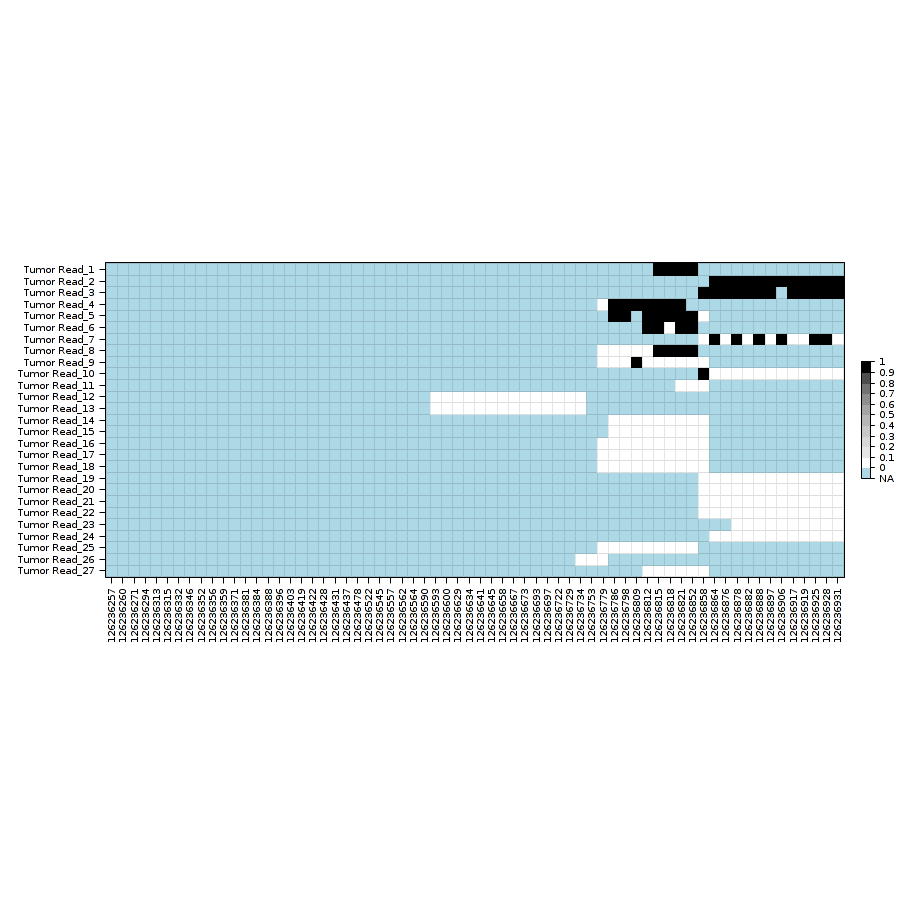 Tumor Read_1
Tumor Read_2
Tumor Read_3
Tumor Read_4
Tumor Read_5
Tumor Read_6
Tumor Read_7
Tumor Read_8
Tumor Read_9
Tumor Read_10
Tumor Read_11
Tumor Read_12
Tumor Read_13
Tumor Read_14
Tumor Read_15
Tumor Read_16
Tumor Read_17
Tumor Read_18
Tumor Read_19
Tumor Read_20
Tumor Read_21
Tumor Read_22
Tumor Read_23
Tumor Read_24
Tumor Read_25
Tumor Read_26
Tumor Read_27
126236257
126236260
126236271
126236294
126236313
126236315
126236332
126236346
126236352
126236356
126236359
126236371
126236381
126236384
126236388
126236396
126236403
126236419
126236422
126236428
126236431
126236437
126236478
126236522
126236545
126236557
126236562
126236564
126236590
126236595
126236600
126236629
126236634
126236641
126236645
126236658
126236667
126236673
126236693
126236707
126236722
126236729
126236734
126236753
126236779
126236786
126236798
126236809
126236812
126236815
126236818
126236821
126236852
126236858
126236864
126236876
126236878
126236882
126236888
126236897
126236906
126236917
126236919
126236925
126236928
126236931
1
0.9
0.8
0.7
0.6
0.5
0.4
0.3
0.2
0.1
0
NA